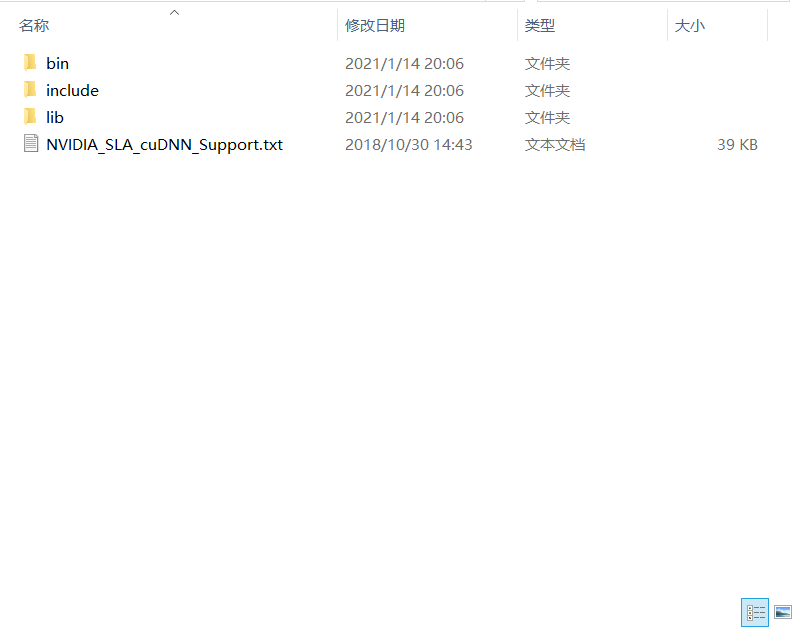 名称 修改日期 类型 大小
bin 2021/1/14 20:06 文件夹
include 2021/1/14 20:06 文件夹
lib 2021/1/14 20:06 文件夹
NVIDIA_SLA_cuDNN_Support.txt 2018/10/30 14:43 文本文档 39 KB